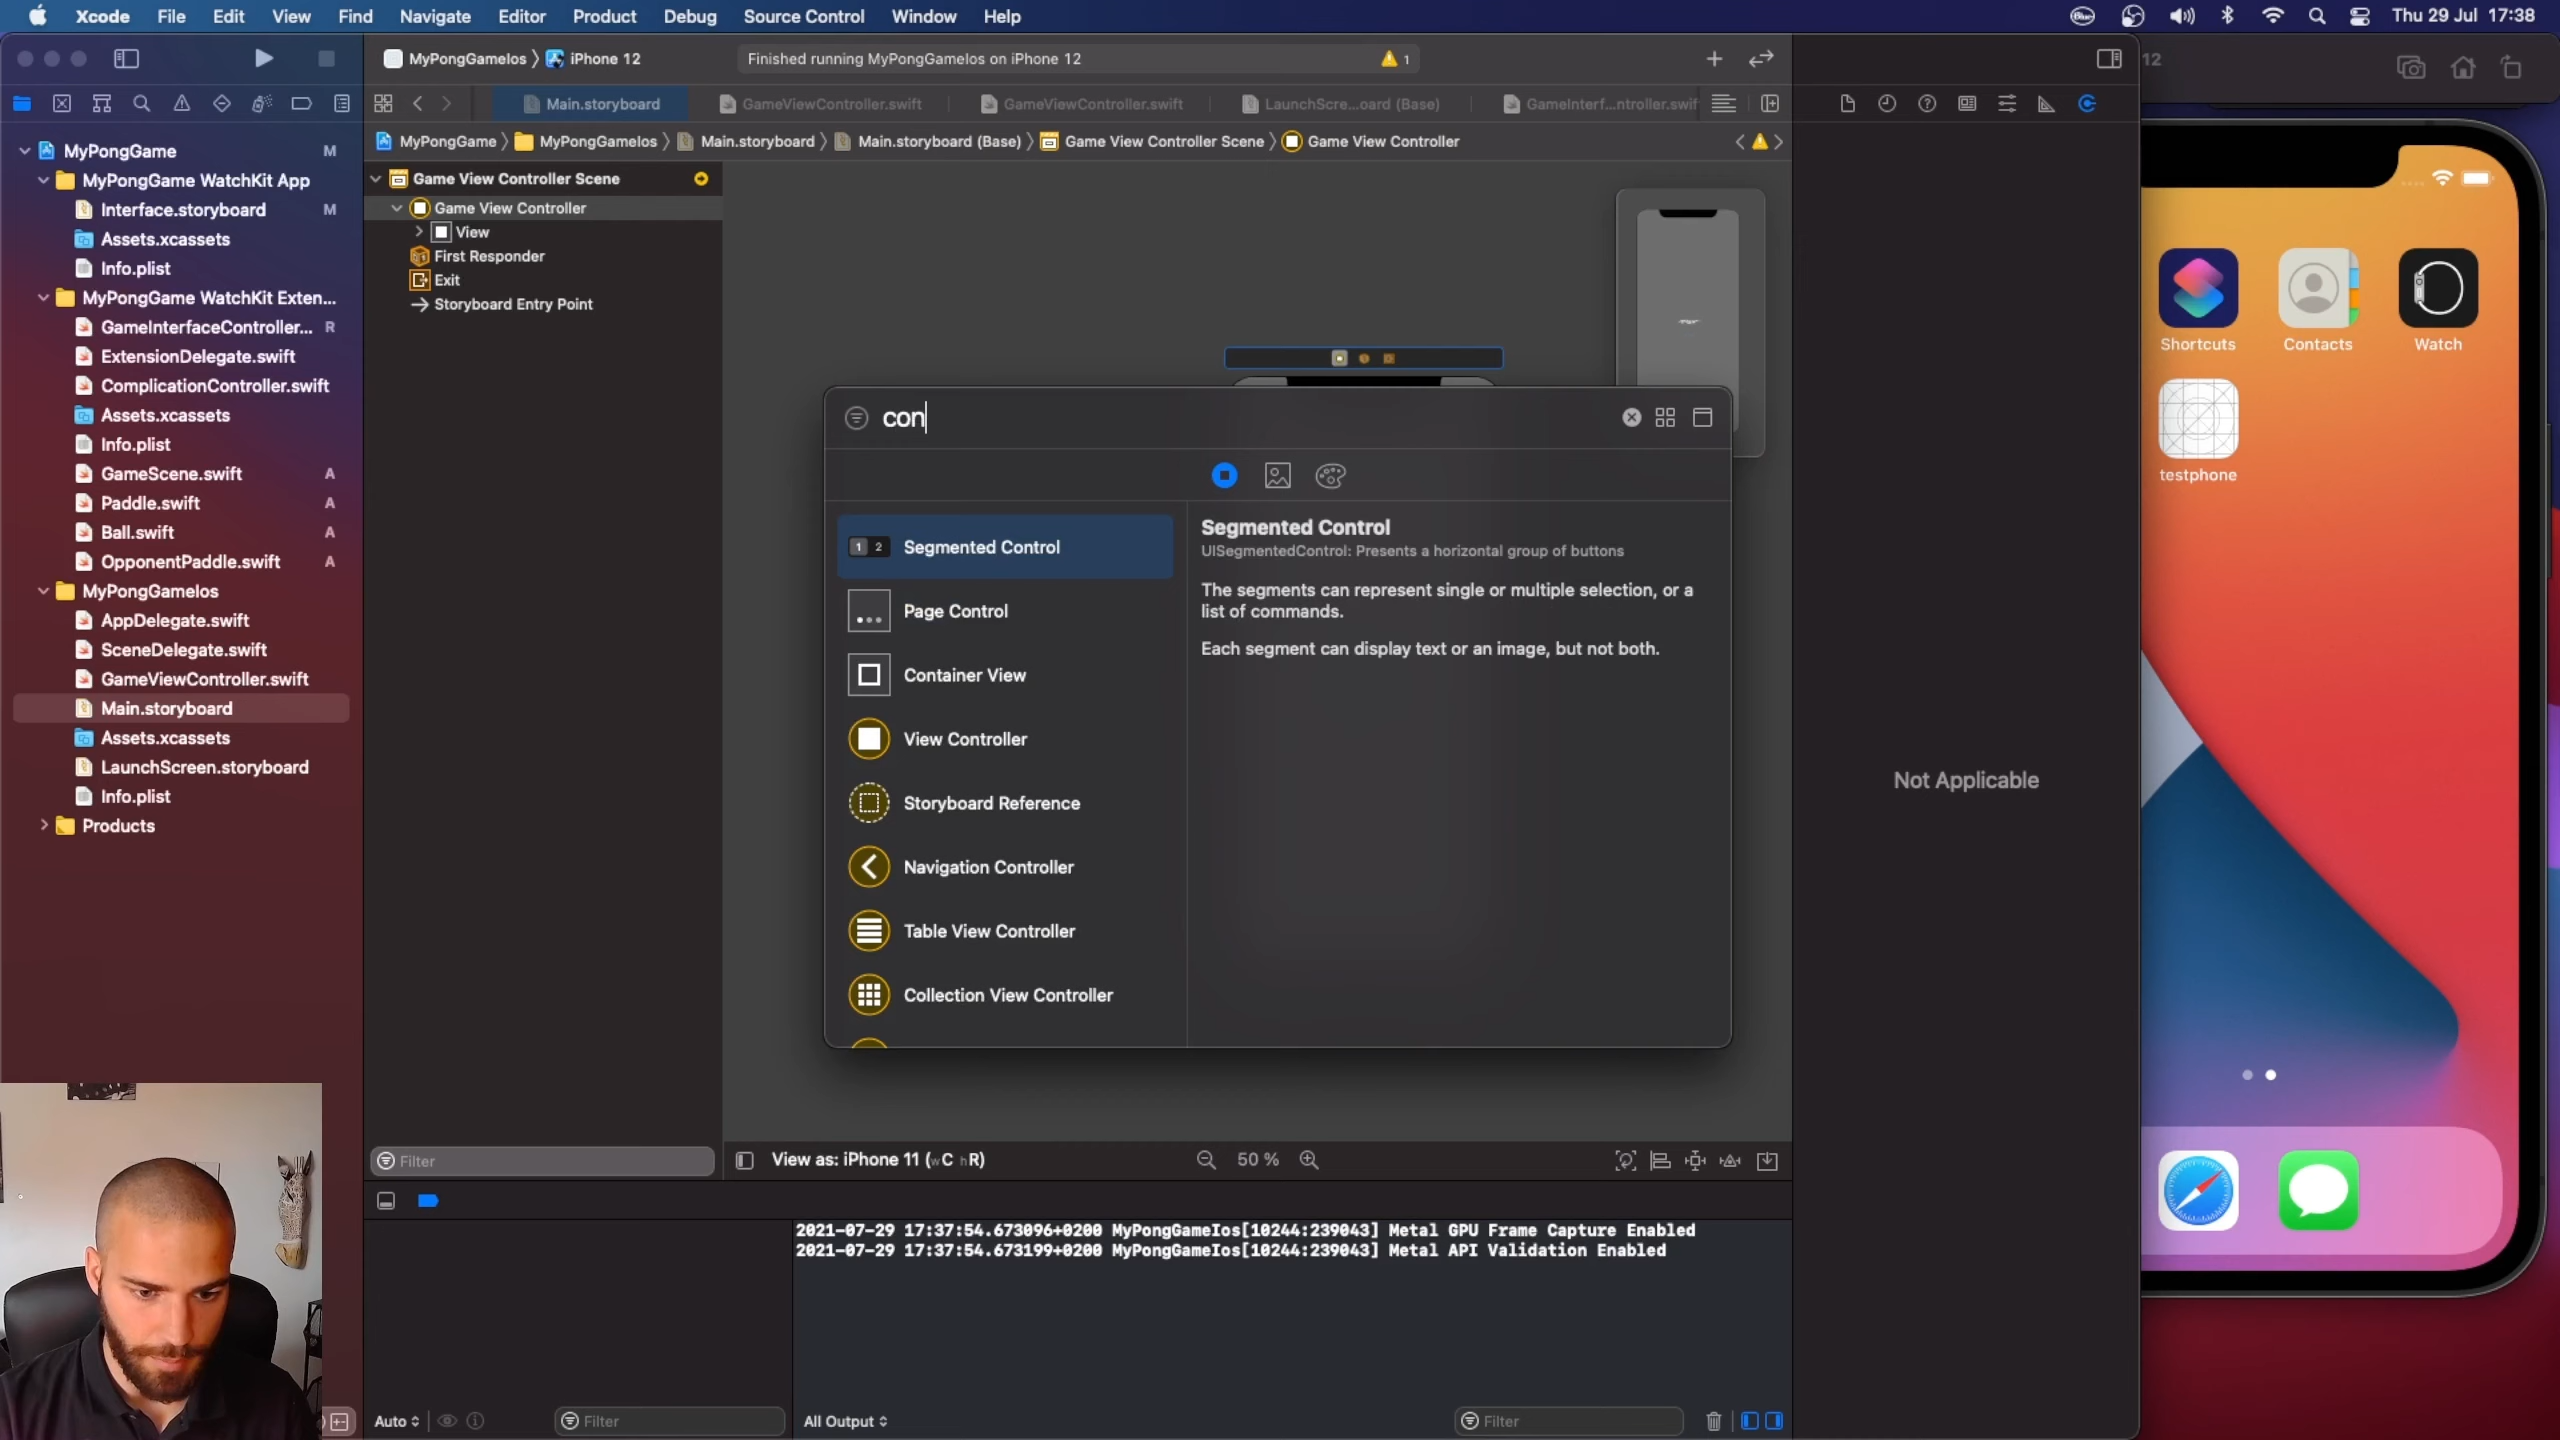 Xcode File Edit View Find Navigate Editor Product Debug Source Control Window Help
Thu 29 Jul 17:38
MyPongGameIos
iPhone 12
Finished running MyPongGameIos on iPhone 12
1
12
Main.storyboard
GameViewController.swift
GameViewController.swift
LaunchScre...oard (Base)
GameInterf...ntroller.swift
MyPongGame
MyPongGameIos
Main.storyboard
Main.storyboard (Base)
Game View Controller Scene
Game View Controller
MyPongGame M
MyPongGame WatchKit App
Interface.storyboard M
Assets.xcassets
Info.plist
MyPongGame WatchKit Exten...
GameInterfaceController... R
ExtensionDelegate.swift
ComplicationController.swift
Assets.xcassets
Info.plist
GameScene.swift A
Paddle.swift A
Ball.swift A
OpponentPaddle.swift A
MyPongGameIos
AppDelegate.swift
SceneDelegate.swift
GameViewController.swift
Main.storyboard
Assets.xcassets
LaunchScreen.storyboard
Info.plist
Products
Game View Controller Scene
Game View Controller
View
First Responder
Exit
Storyboard Entry Point
con
1 2
Segmented Control
Page Control
Container View
View Controller
Storyboard Reference
Navigation Controller
Table View Controller
Collection View Controller
Segmented Control
UISegmentedControl: Presents a horizontal group of buttons
The segments can represent single or multiple selection, or a
list of commands.
Each segment can display text or an image, but not both.
Not Applicable
Shortcuts
Contacts
Watch
testphone
Filter
View as: iPhone 11 (wC hR)
50 %
2021-07-29 17:37:54.673096+0200 MyPongGameIos[10244:239043] Metal GPU Frame Capture Enabled
2021-07-29 17:37:54.673199+0200 MyPongGameIos[10244:239043] Metal API Validation Enabled
Auto
Filter
All Output
Filter